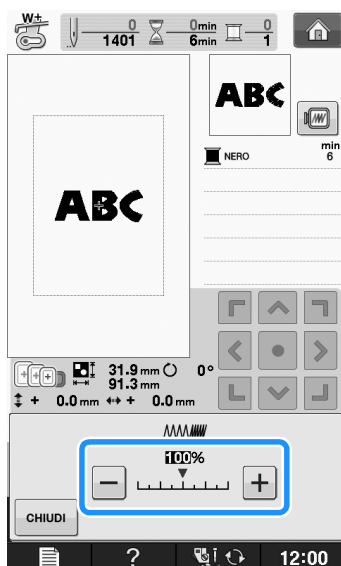 W+
0
1401
0min
6min
0
1
ABC
ABC
NERO
min
6
31.9 mm 0°
91.3 mm
+ 0.0 mm + 0.0 mm
100%
− +
CHIUDI
? 12:00